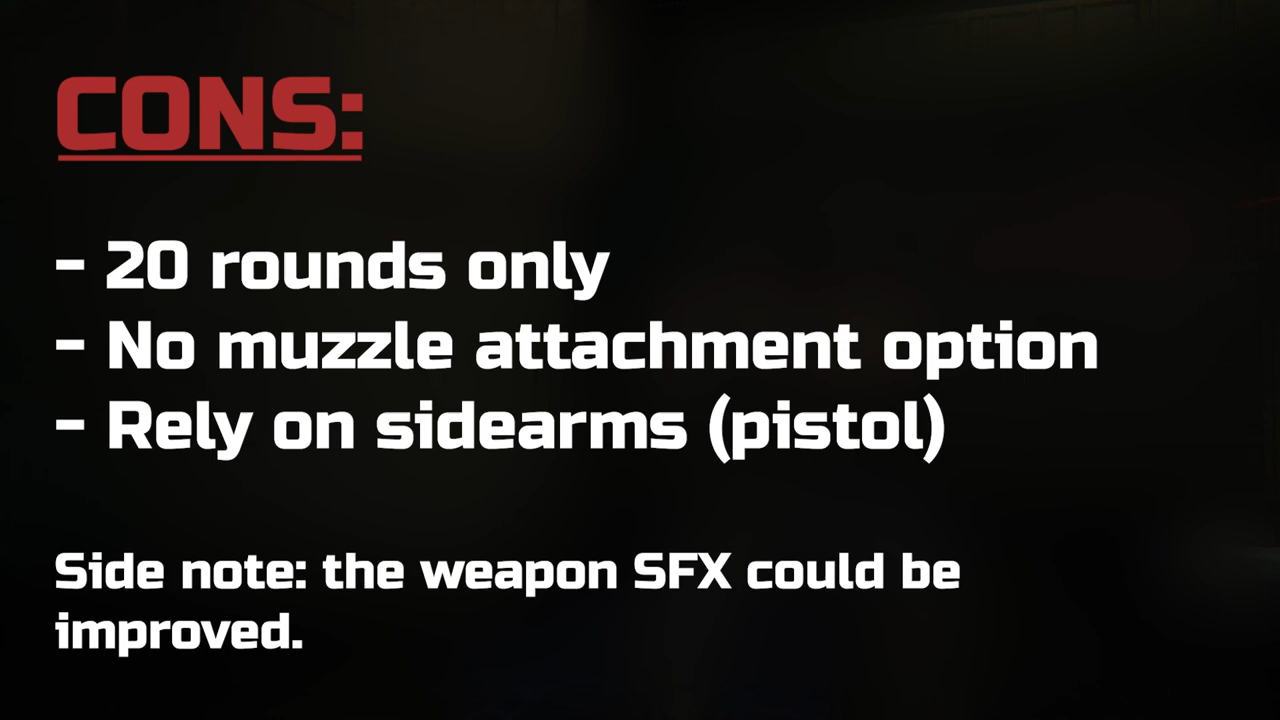 CONS:
- 20 rounds only
- No muzzle attachment option
- Rely on sidearms (pistol)
Side note: the weapon SFX could be
improved.